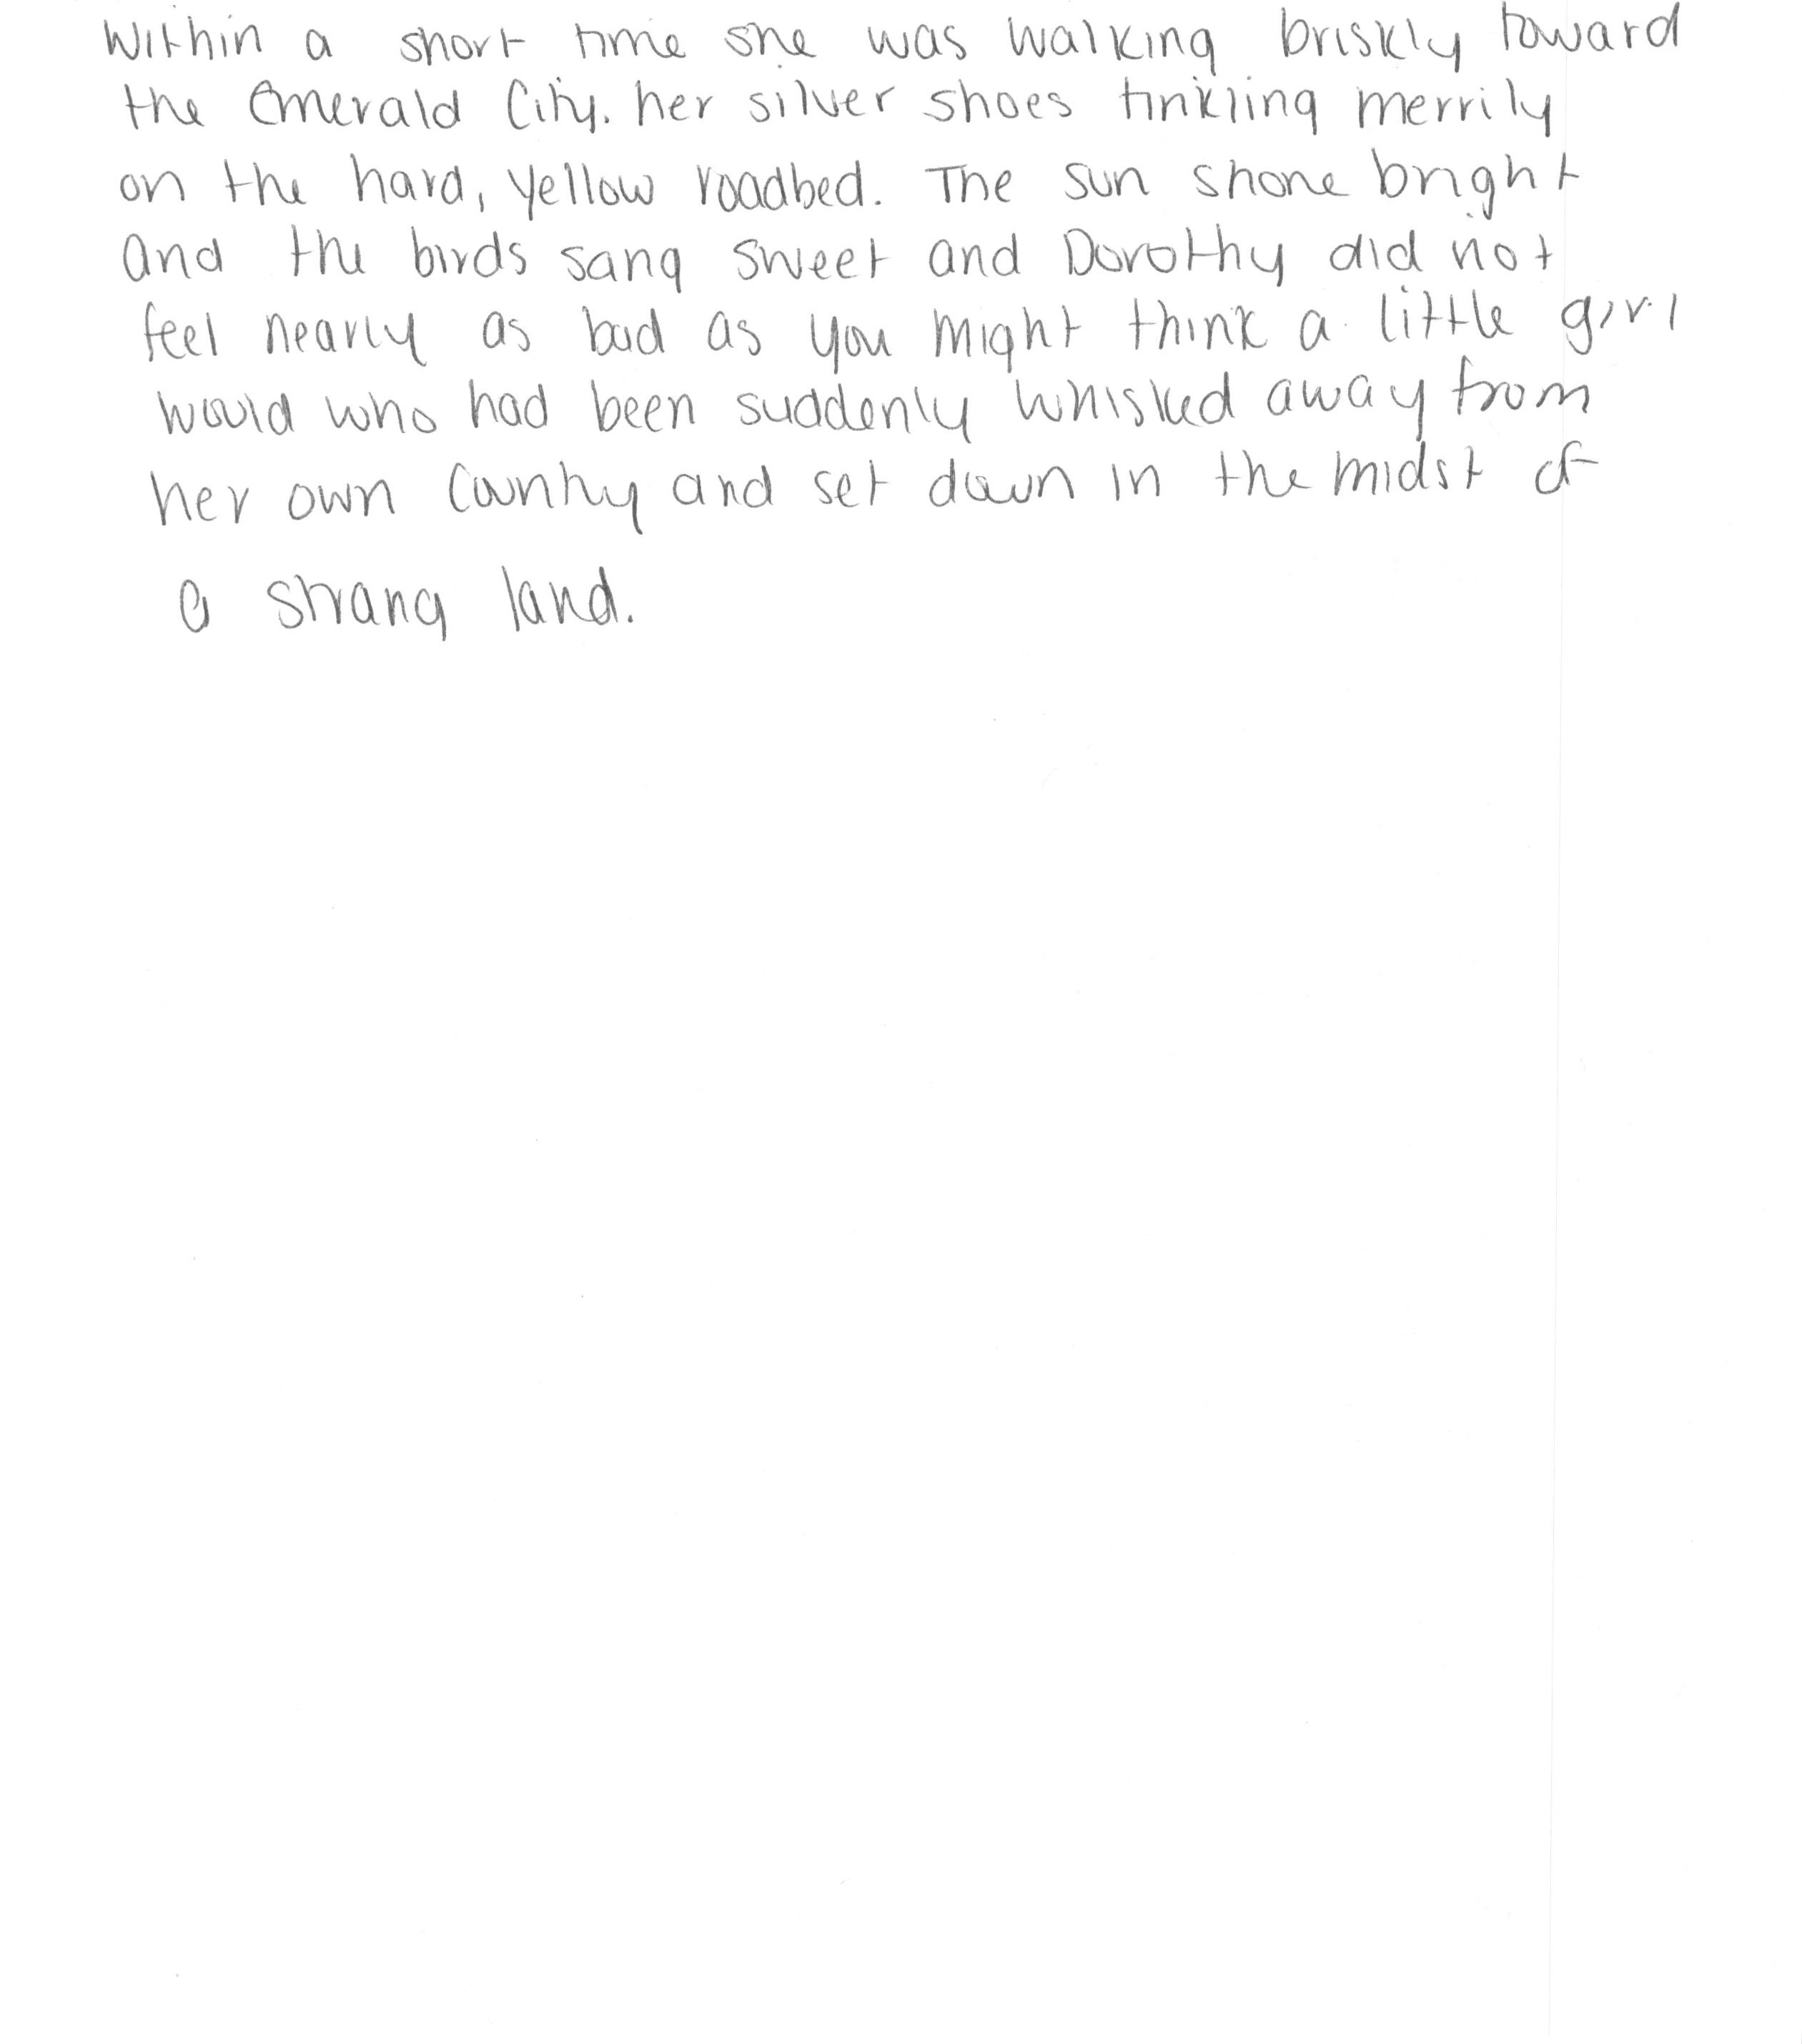 Within a short time she was walking briskly toward
the Emerald City. her silver shoes tinkling merrily
on the hard, yellow roadbed. The sun shone bright
and the birds sang sweet and Dorothy did not
feel nearly as bad as you might think a little girl
would who had been suddenly whisked away from
her own country and set down in the midst of
a strang land.